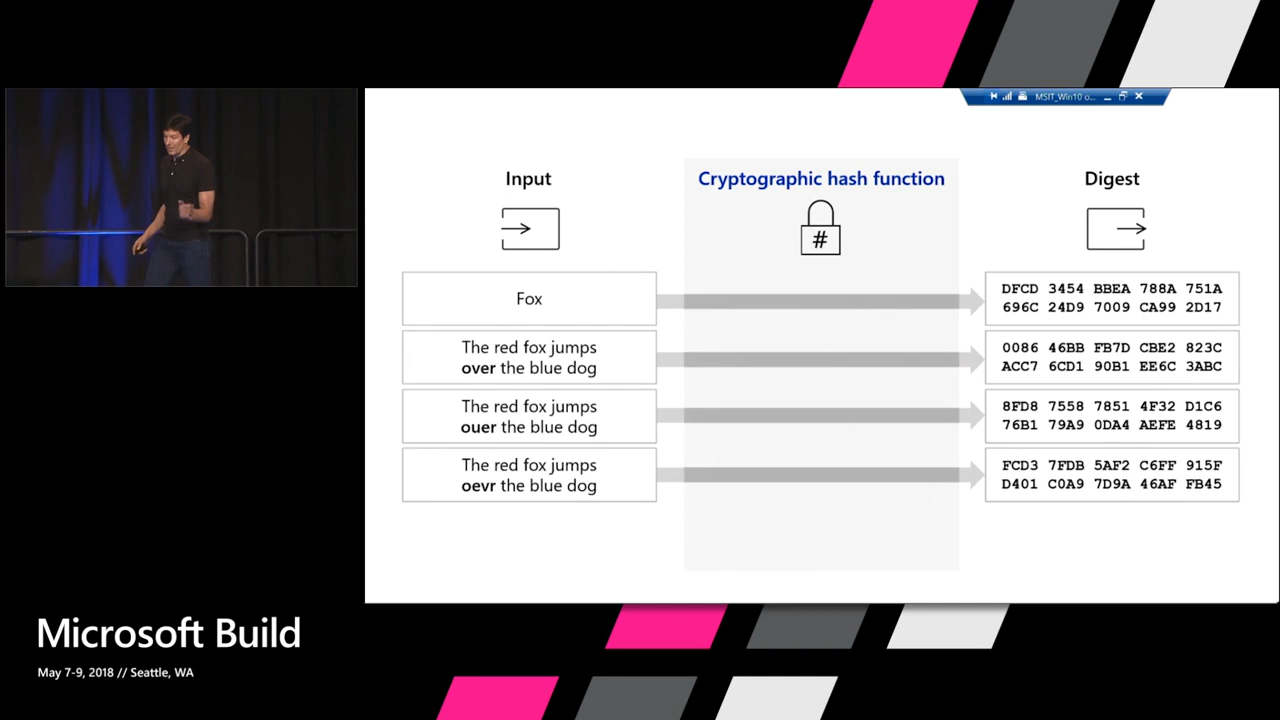 MSIT_Win10 o...
Input
Cryptographic hash function
Digest
#
Fox
DFCD 3454 BBEA 788A 751A
696C 24D9 7009 CA99 2D17
The red fox jumps
over the blue dog
0086 46BB FB7D CBE2 823C
ACC7 6CD1 90B1 EE6C 3ABC
The red fox jumps
ouer the blue dog
8FD8 7558 7851 4F32 D1C6
76B1 79A9 0DA4 AEFE 4819
The red fox jumps
oevr the blue dog
FCD3 7FDB 5AF2 C6FF 915F
D401 C0A9 7D9A 46AF FB45
Microsoft Build
May 7-9, 2018 // Seattle, WA